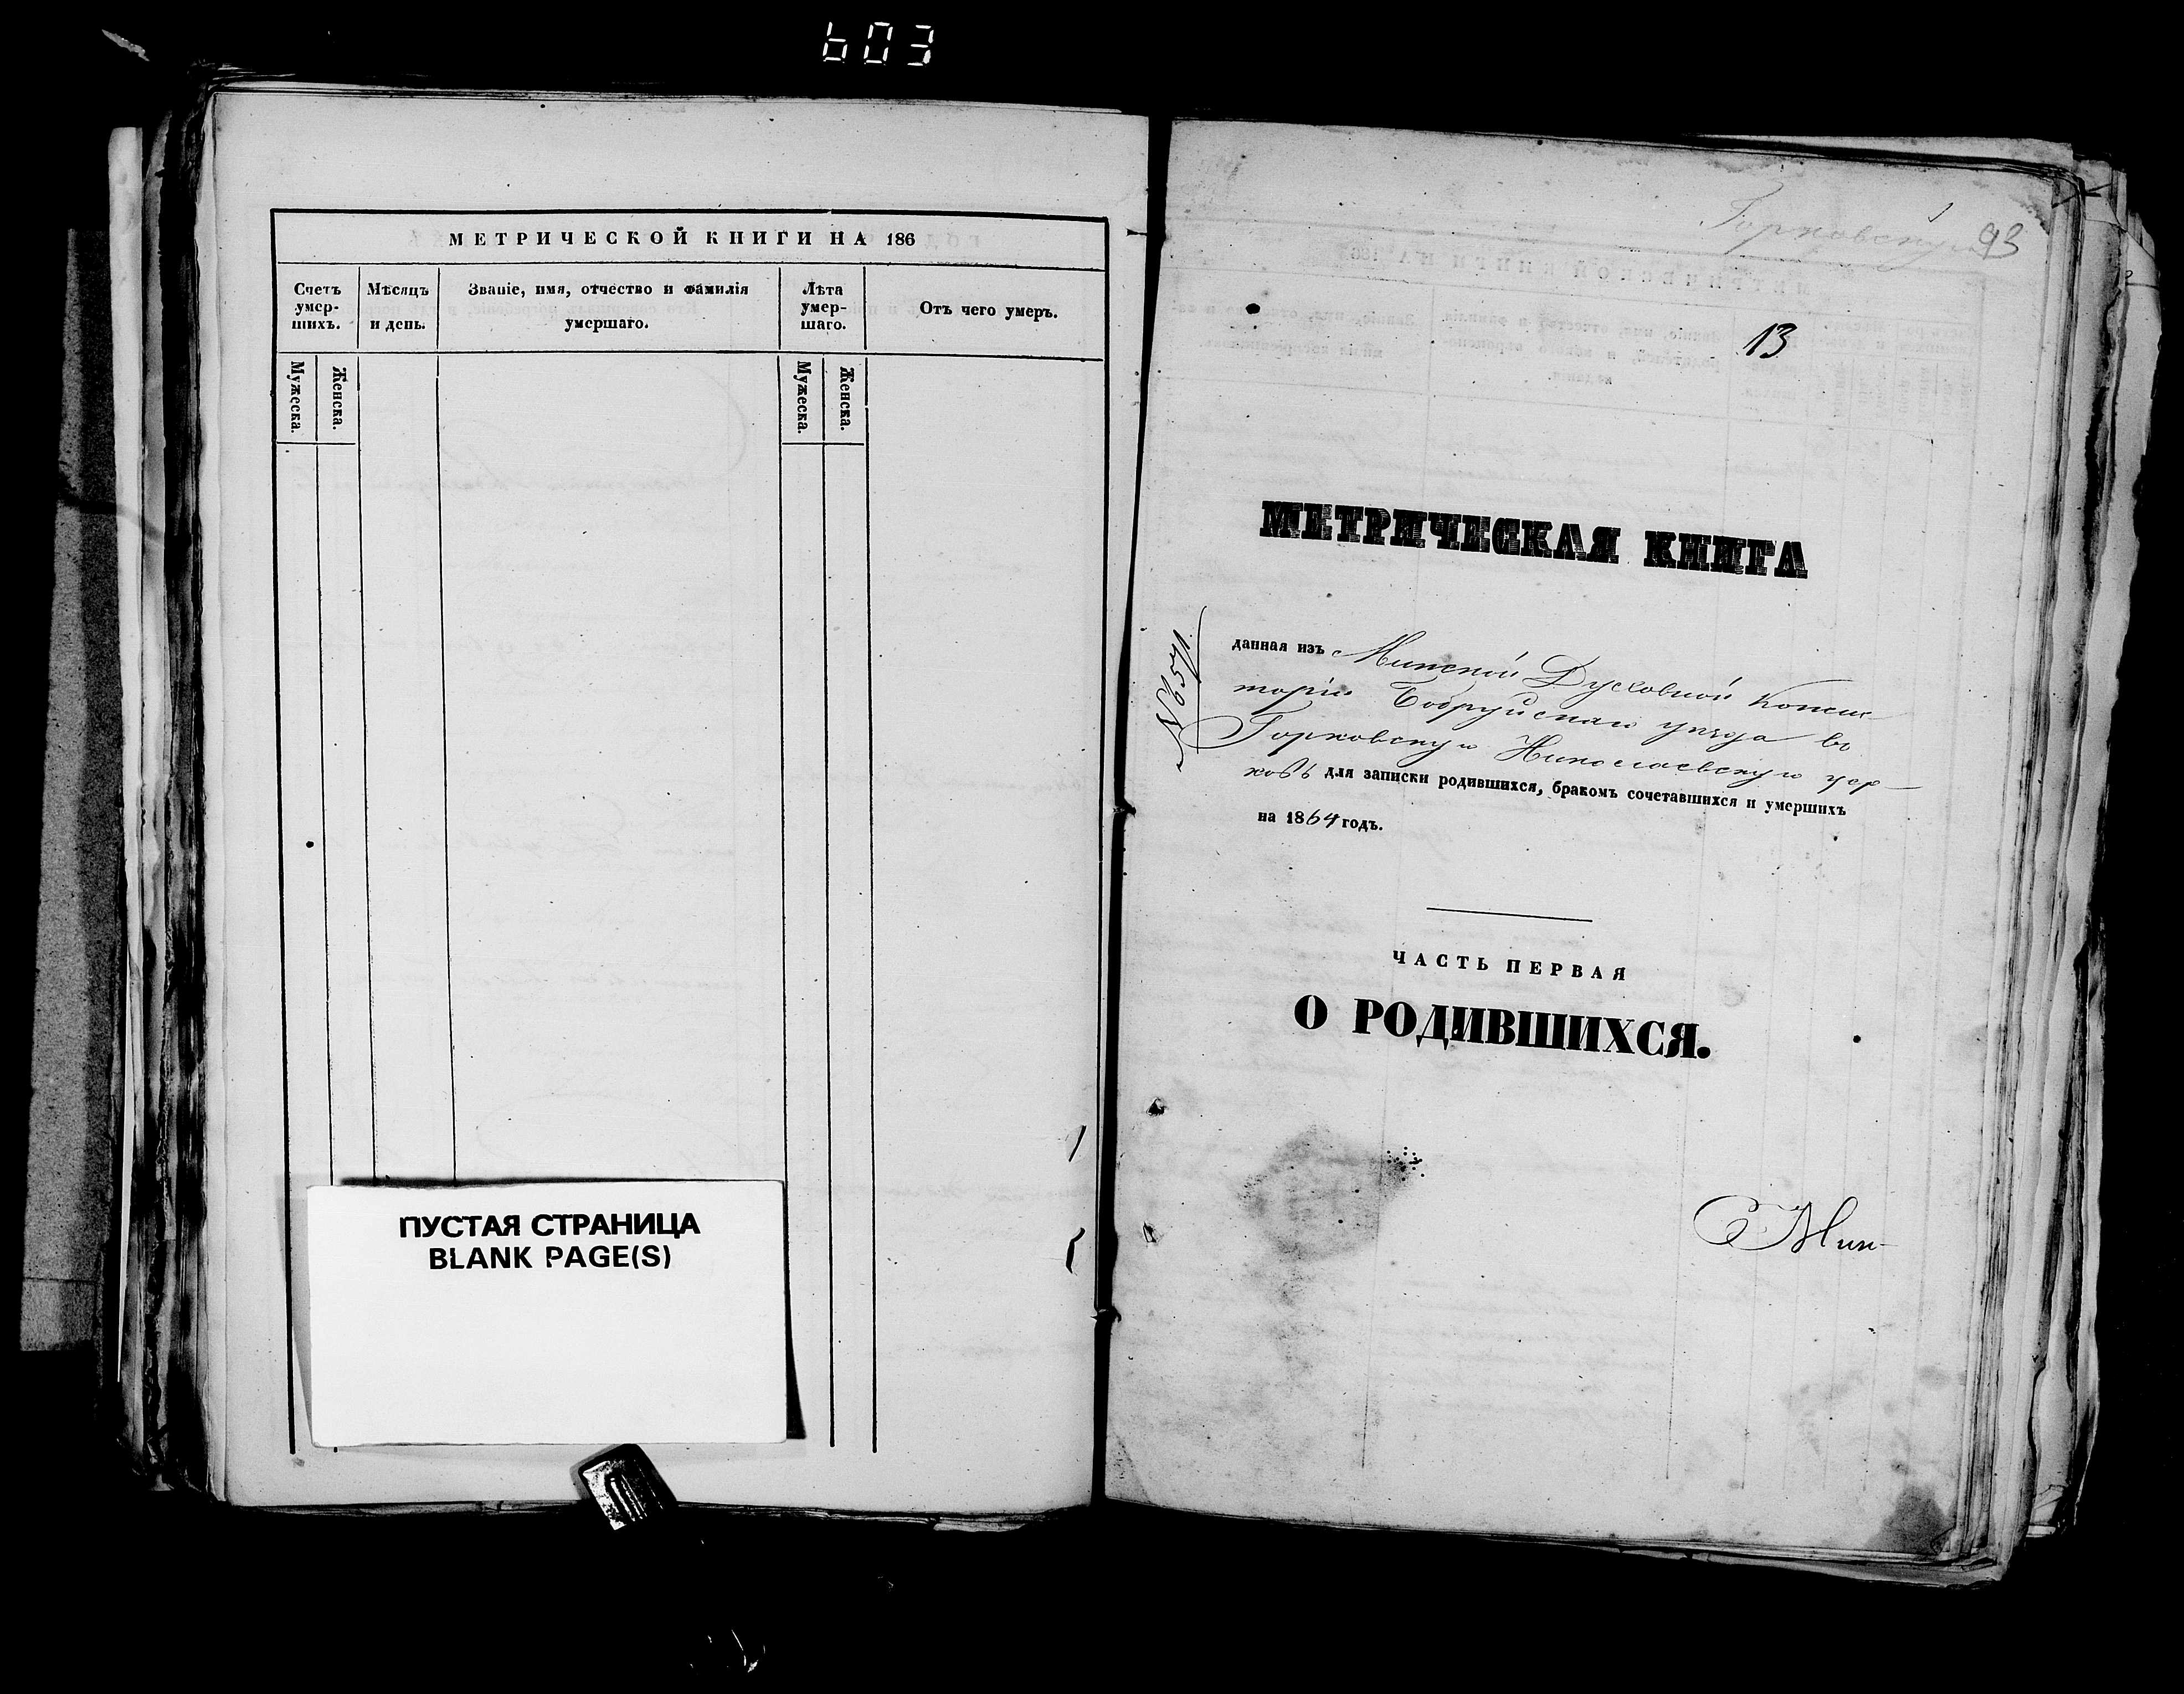 603
МЕТРИЧЕСКОЙ КНИГИ НА 186
Счетъ умер-шихъ.
Мѣсяцъ и день.
Званіе, имя, отчество и фамилія умершаго.
Лѣта умер-шаго.
Отъ чего умеръ.
Мужеска.
Женска.
Мужеска.
Женска.
ПУСТАЯ СТРАНИЦА
BLANK PAGE(S)
Горковскую
93
13
МЕТРИЧЕСКАЯ КНИГА
данная изъ Минской Духовной Консис
торіи Бобруйскаго уѣзда въ
Горковскую Николаевскую цер-
ковь для записки родившихся, бракомъ сочетавшихся и умершихъ
на 1864 годъ.
ЧАСТЬ ПЕРВАЯ
О РОДИВШИХСЯ.
Мин-